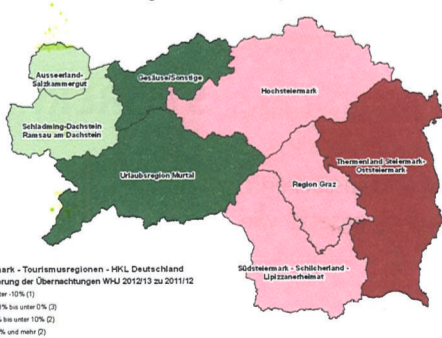 Ausseerland-
Salzkammergut
Gesäuse/Sonstige
Hochsteiermark
Schladming-Dachstein
Ramsau am Dachstein
Thermenland Steiermark-
Oststeiermark
Urlaubsregion Murtal
Region Graz
Südsteiermark - Schilcherland -
Lipizzanerheimat
mark - Tourismusregionen - HKL Deutschland
erung der Übernachtungen WHJ 2012/13 zu 2011/12
ter -10% (1)
% bis unter 0% (3)
bis unter 10% (2)
% und mehr (2)